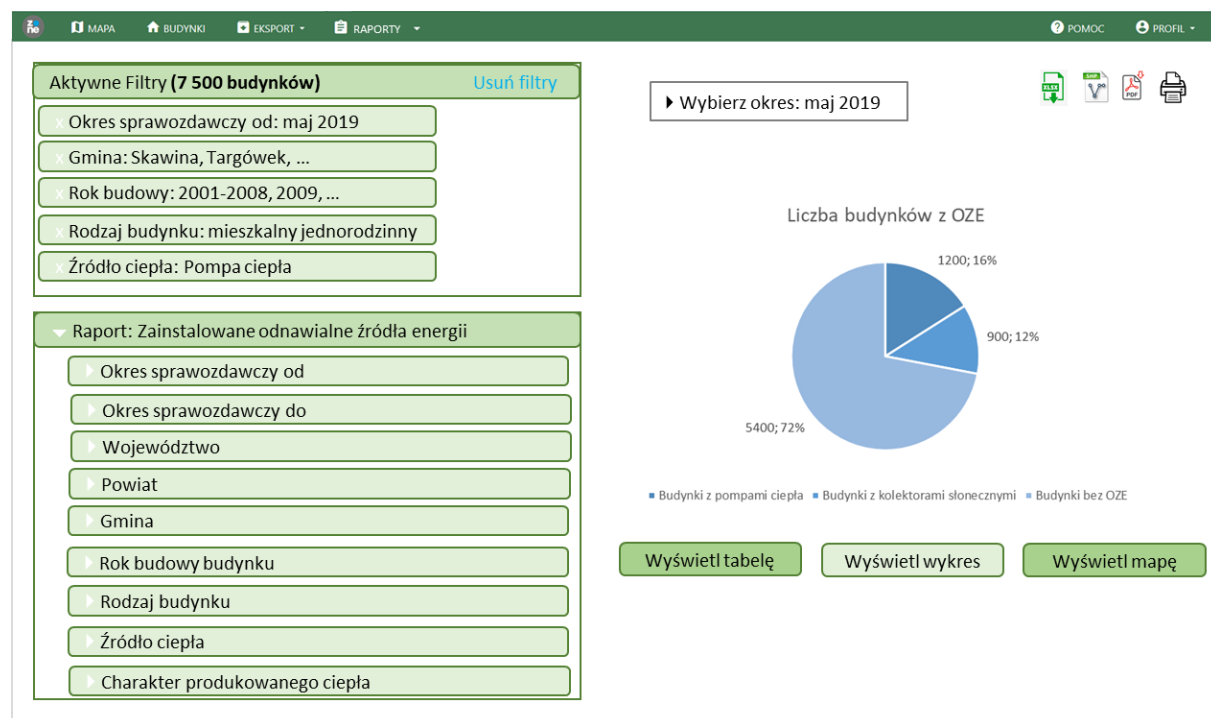 zone
MAPA
BUDYNKI
EKSPORT
RAPORTY
POMOC
PROFIL
Aktywne Filtry (7 500 budynków)
Usuń filtry
x Okres sprawozdawczy od: maj 2019
x Gmina: Skawina, Targówek, ...
x Rok budowy: 2001-2008, 2009, ...
x Rodzaj budynku: mieszkalny jednorodzinny
x Źródło ciepła: Pompa ciepła
Raport: Zainstalowane odnawialne źródła energii
Okres sprawozdawczy od
Okres sprawozdawczy do
Województwo
Powiat
Gmina
Rok budowy budynku
Rodzaj budynku
Źródło ciepła
Charakter produkowanego ciepła
Wybierz okres: maj 2019
XLSX
SHP
PDF
Liczba budynków z OZE
1200; 16%
900; 12%
5400; 72%
Budynki z pompami ciepła
Budynki z kolektorami słonecznymi
Budynki bez OZE
Wyświetl tabelę
Wyświetl wykres
Wyświetl mapę